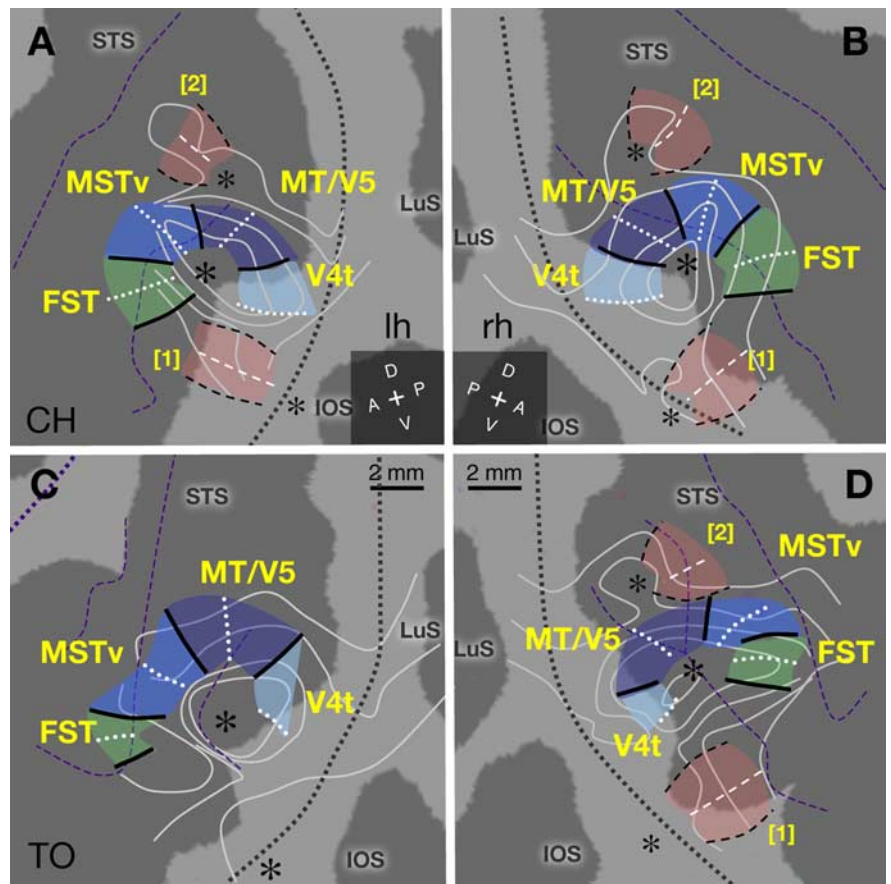 A
STS
[2]
MSTv
*
MT/V5
LuS
*
FST
V4t
lh
[1]
D
A
P
V
*
IOS
CH
B
STS
[2]
*
MSTv
MT/V5
LuS
V4t
*
FST
rh
[1]
D
P
A
V
*
IOS
C
STS
2 mm
MT/V5
MSTv
LuS
FST
*
V4t
TO
*
IOS
D
2 mm
STS
[2]
MSTv
*
LuS
MT/V5
*
FST
V4t
*
[1]
IOS